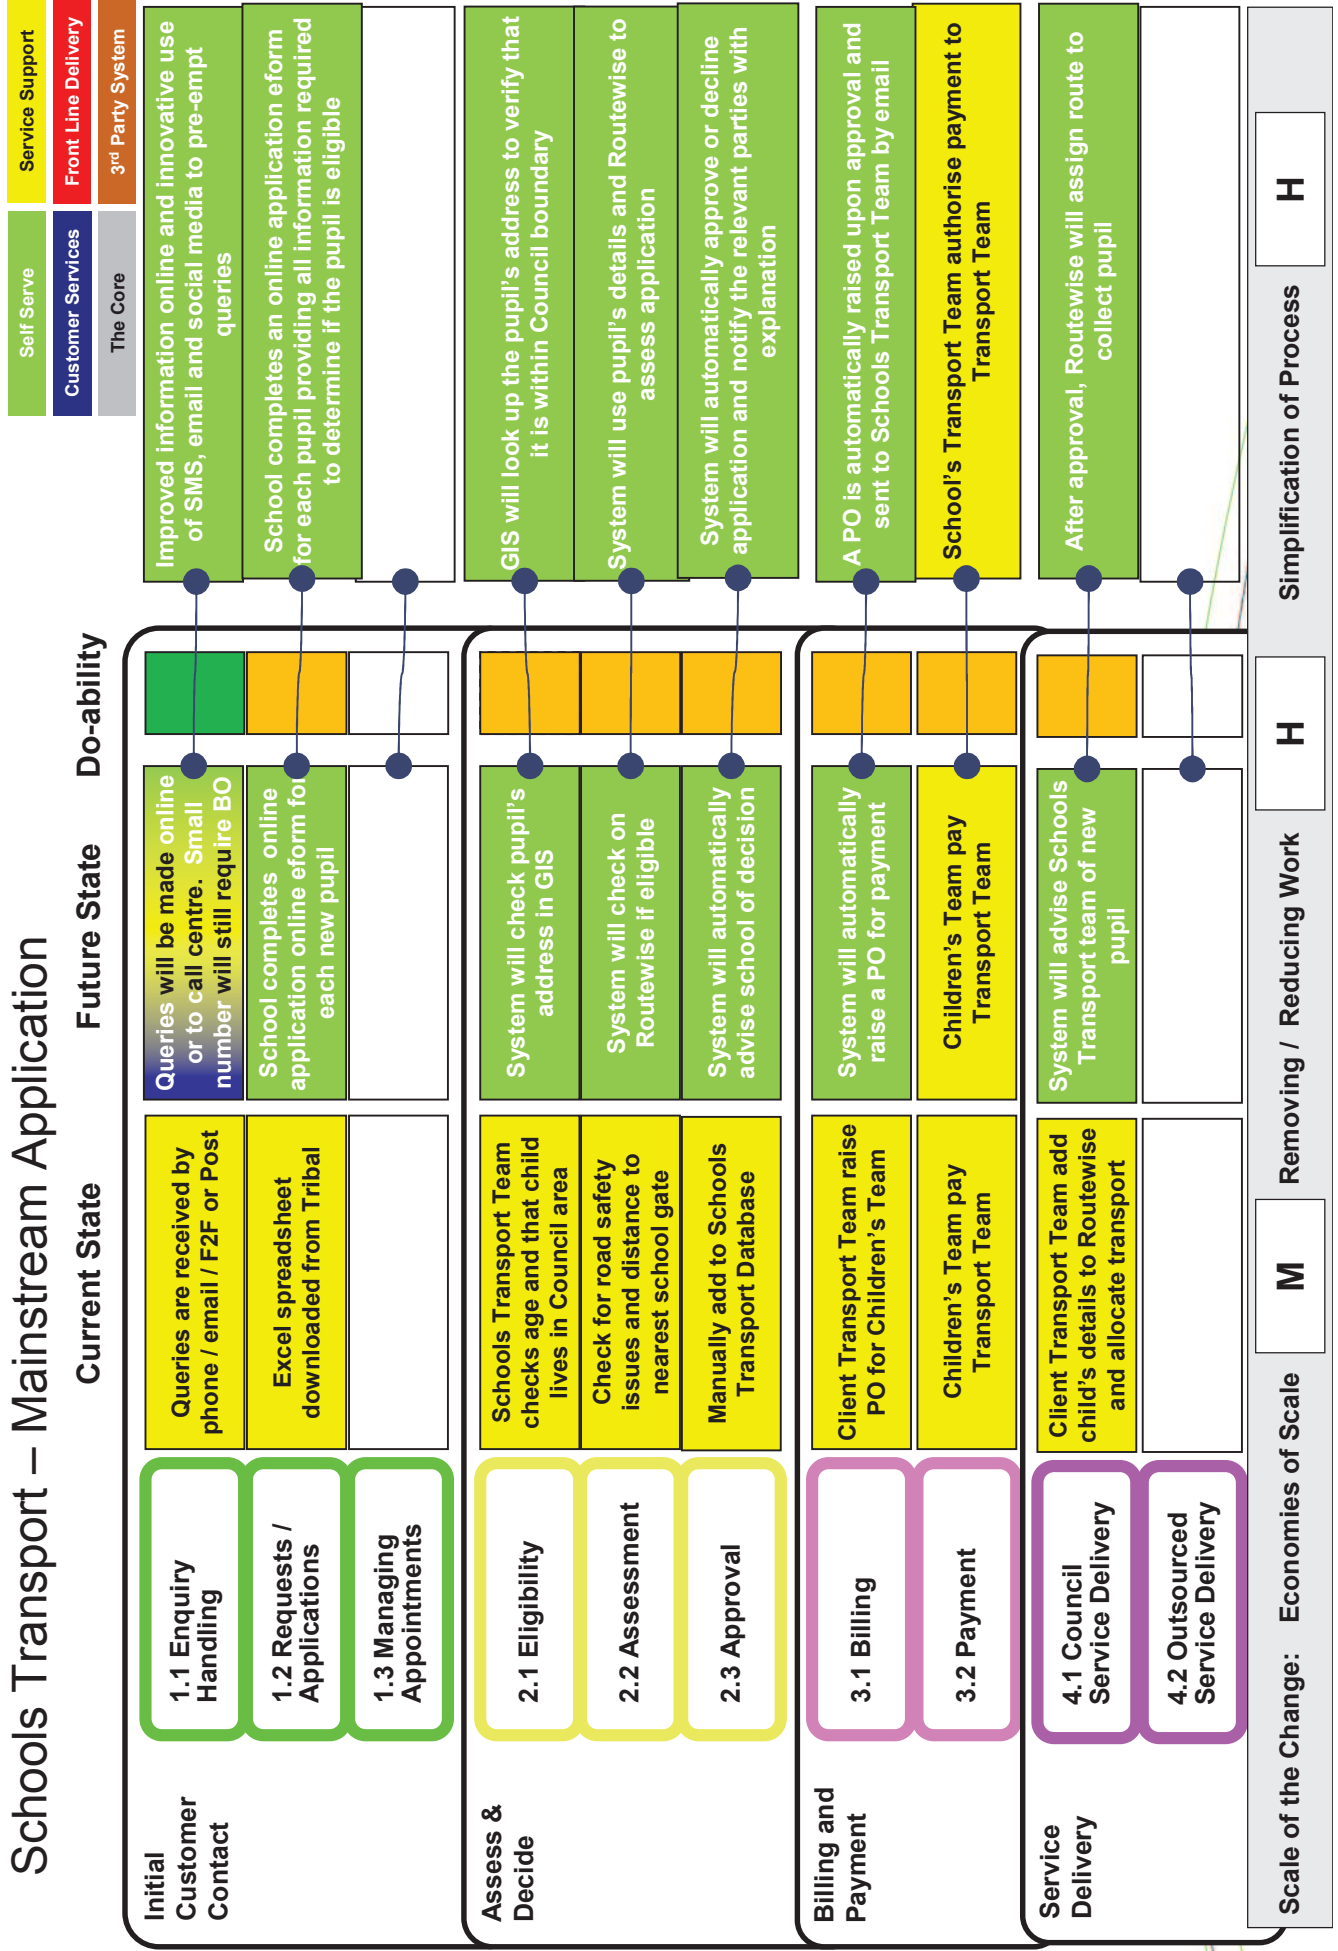 Schools Transport – Mainstream Application
Self Serve
Service Support
Customer Services
Front Line Delivery
The Core
3rd Party System
Current State
Future State
Do-ability
Initial
Customer
Contact
1.1 Enquiry
Handling
Queries are received by
phone / email / F2F or Post
Queries will be made online
or to call centre. Small
number will still require BO
Improved information online and innovative use
of SMS, email and social media to pre-empt
queries
1.2 Requests /
Applications
Excel spreadsheet
downloaded from Tribal
School completes online
application online eform for
each new pupil
School completes an online application eform
for each pupil providing all information required
to determine if the pupil is eligible
1.3 Managing
Appointments
Assess &
Decide
2.1 Eligibility
Schools Transport Team
checks age and that child
lives in Council area
System will check pupil's
address in GIS
GIS will look up the pupil's address to verify that
it is within Council boundary
2.2 Assessment
Check for road safety
issues and distance to
nearest school gate
System will check on
Routewise if eligible
System will use pupil's details and Routewise to
assess application
2.3 Approval
Manually add to Schools
Transport Database
System will automatically
advise school of decision
System will automatically approve or decline
application and notify the relevant parties with
explanation
Billing and
Payment
3.1 Billing
Client Transport Team raise
PO for Children's Team
System will automatically
raise a PO for payment
A PO is automatically raised upon approval and
sent to Schools Transport Team by email
3.2 Payment
Children's Team pay
Transport Team
Children's Team pay
Transport Team
School's Transport Team authorise payment to
Transport Team
Service
Delivery
4.1 Council
Service Delivery
Client Transport Team add
child's details to Routewise
and allocate transport
System will advise Schools
Transport team of new
pupil
After approval, Routewise will assign route to
collect pupil
4.2 Outsourced
Service Delivery
Scale of the Change: Economies of Scale M Removing / Reducing Work H Simplification of Process H